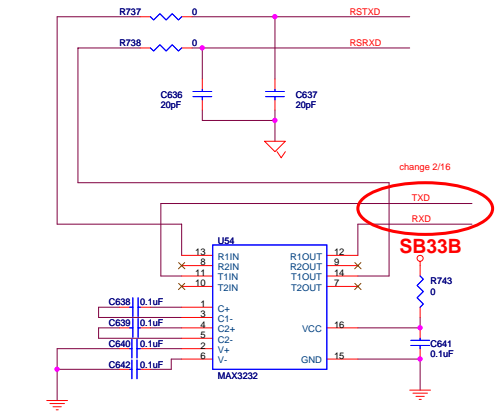 R737 0 RSTXD
R738 0 RSRXD
C636 C637
20pF 20pF
change 2/16
TXD
RXD
U54 SB33B
13 R1IN R1OUT 12
8 R2IN R2OUT 9
11 T1IN T1OUT 14
10 T2IN T2OUT 7
R743
0
C638 0.1uF 1 C+
3 C1-
C639 0.1uF 4 C2+
5 C2-
C640 0.1uF 2 V+
C642 0.1uF 6 V-
VCC 16
GND 15
C641
0.1uF
MAX3232